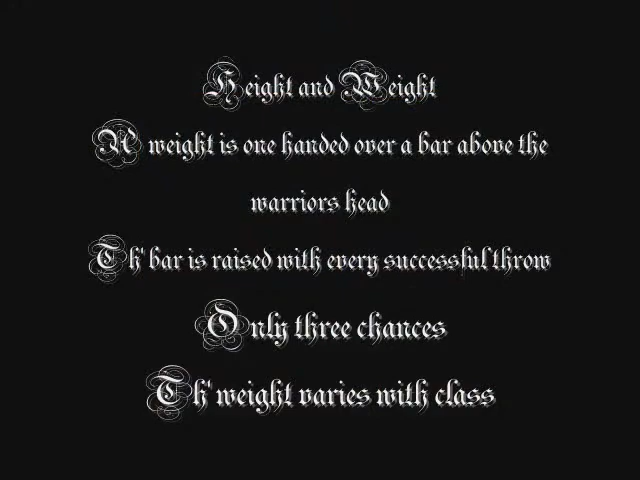 Height and Weight
A' weight is one handed over a bar above the
warriors head
Th' bar is raised with every successful throw
Only three chances
Th' weight varies with class